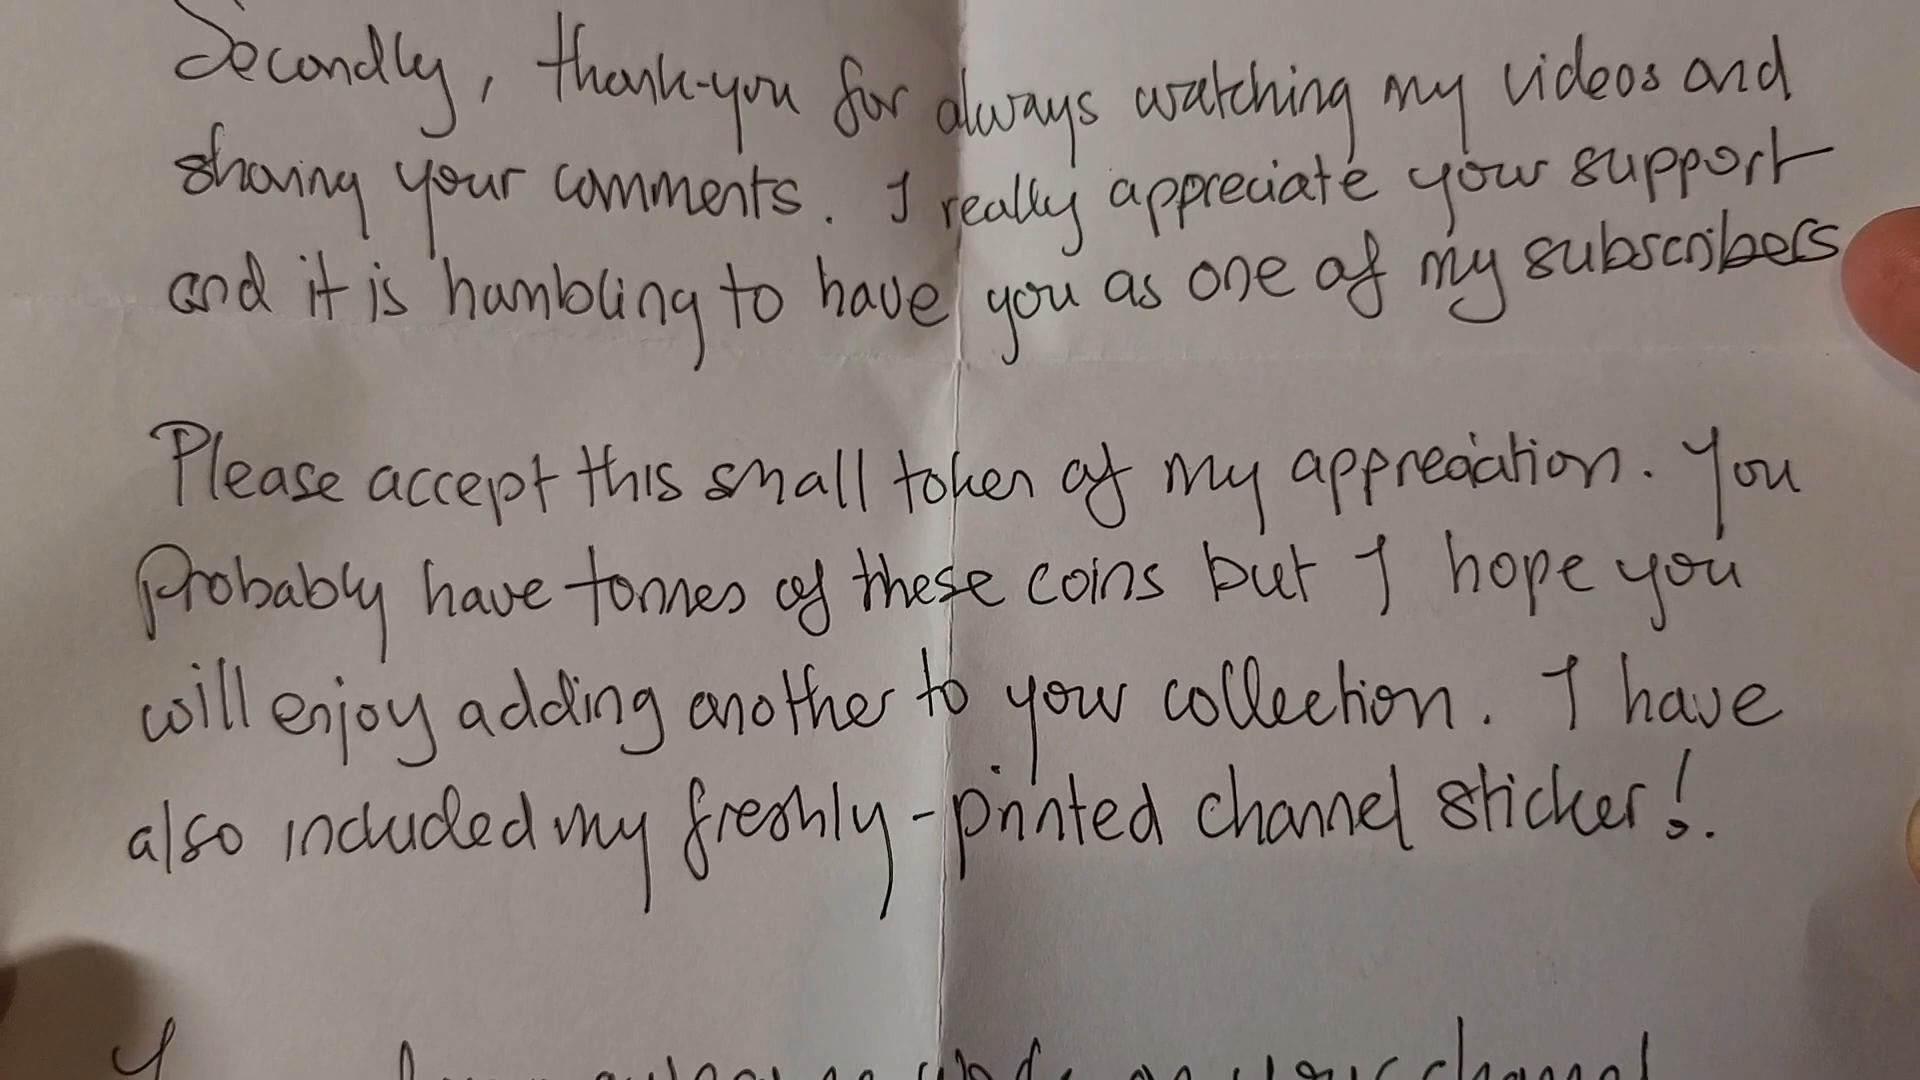 Secondly, thank-you for always watching my videos and
sharing your comments. I really appreciate your support
and it is humbling to have you as one of my subscribers
Please accept this small token of my appreciation. You
probably have tonnes of these coins but I hope you
will enjoy adding another to your collection. I have
also included my freshly-printed channel sticker!.
on your channel